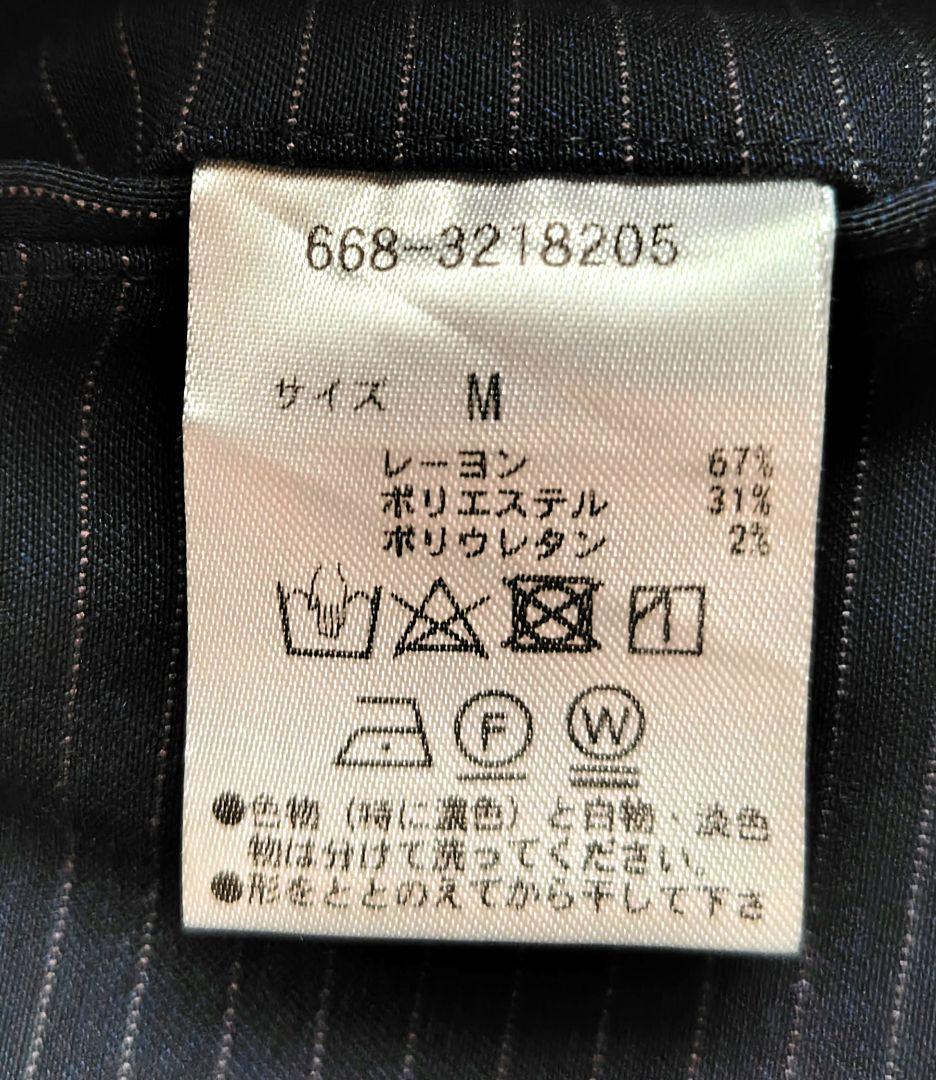 668-3218205
サイズ M
レーヨン 67%
ポリエステル 31%
ポリウレタン 2%
F W
●色物（特に濃色）と白物・淡色
物は分けて洗ってください。
●形をととのえてから干して下さ